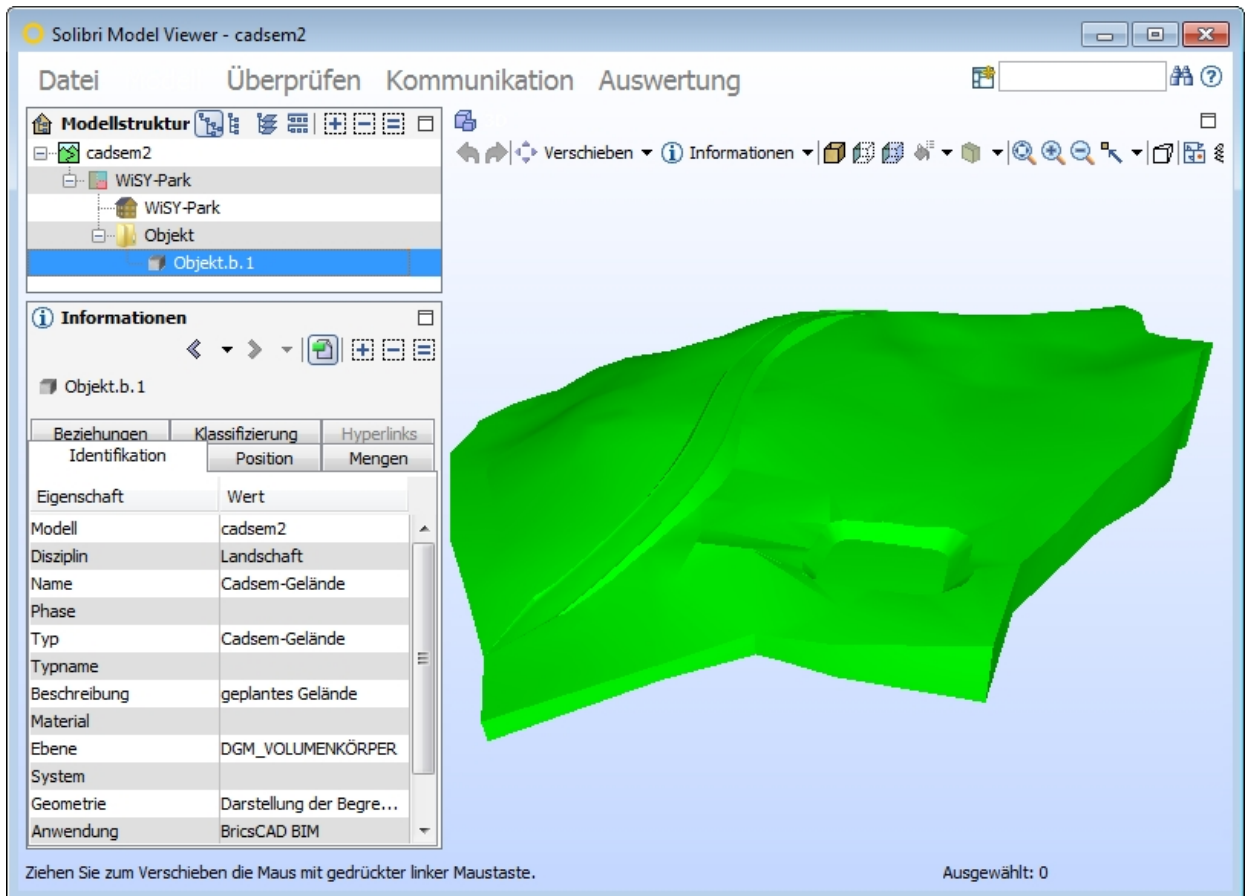 Solibri Model Viewer - cadsem2
Datei Überprüfen Kommunikation Auswertung
Modellstruktur
cadsem2
WiSY-Park
WiSY-Park
Objekt
Objekt.b.1
Verschieben Informationen
Informationen
Objekt.b.1
Beziehungen Klassifizierung Hyperlinks
Identifikation Position Mengen
Eigenschaft Wert
Modell cadsem2
Disziplin Landschaft
Name Cadsem-Gelände
Phase
Typ Cadsem-Gelände
Typname
Beschreibung geplantes Gelände
Material
Ebene DGM_VOLUMENKÖRPER
System
Geometrie Darstellung der Begre...
Anwendung BricsCAD BIM
Ziehen Sie zum Verschieben die Maus mit gedrückter linker Maustaste. Ausgewählt: 0